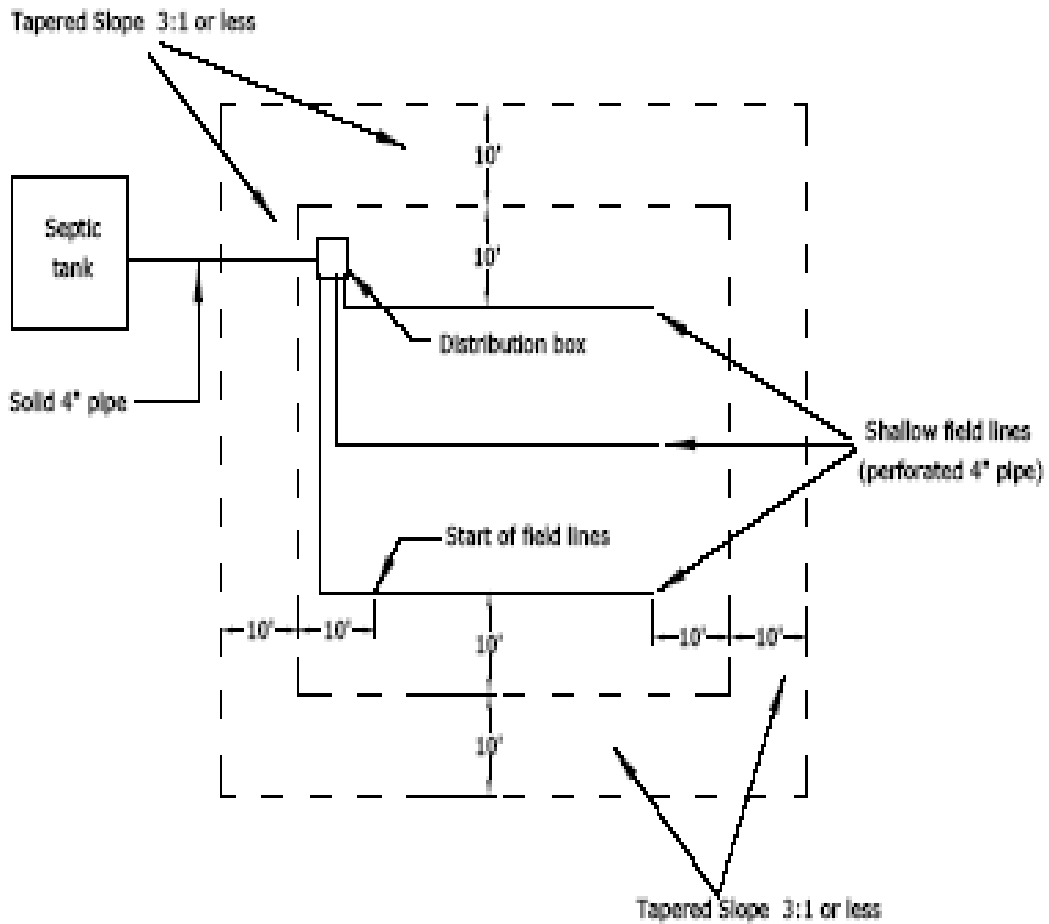 Tapered Slope 3:1 or less
10'
Septic
tank
10'
Distribution box
Solid 4" pipe
Shallow field lines
(perforated 4" pipe)
Start of field lines
10'
10'
10'
10'
10'
10'
Tapered Slope 3:1 or less